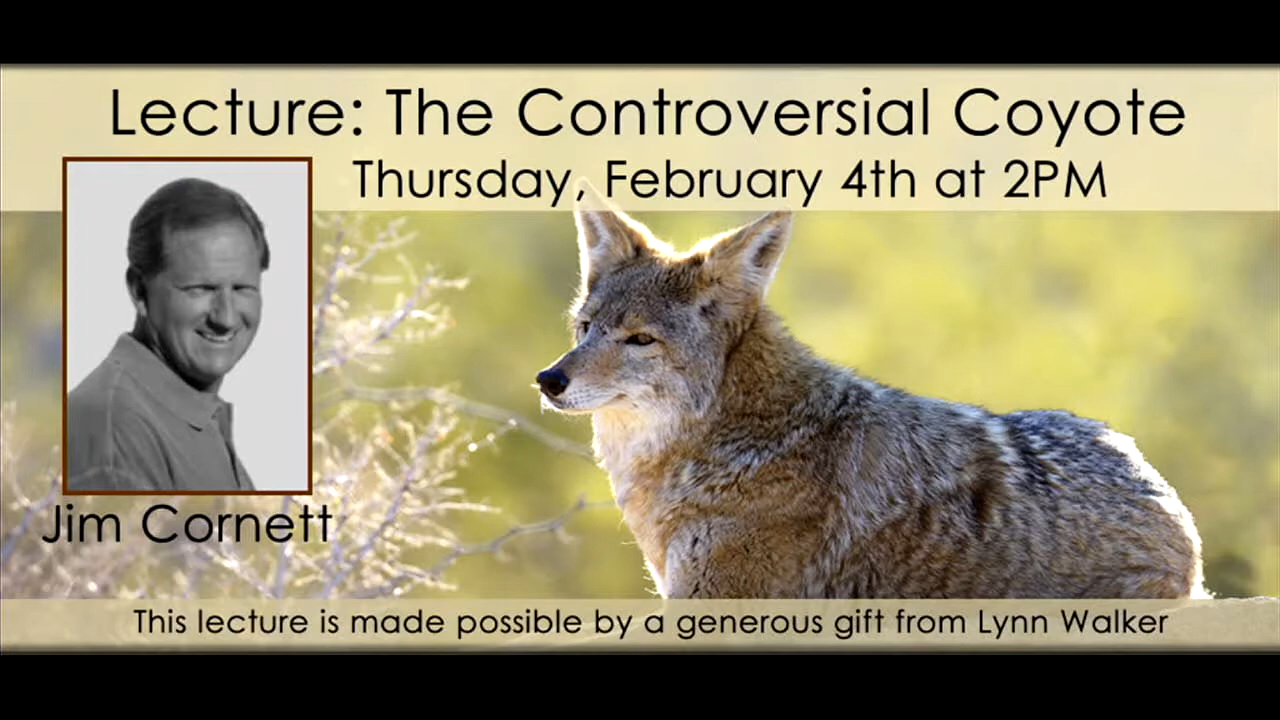 Lecture: The Controversial Coyote
Thursday, February 4th at 2PM
Jim Cornett
This lecture is made possible by a generous gift from Lynn Walker